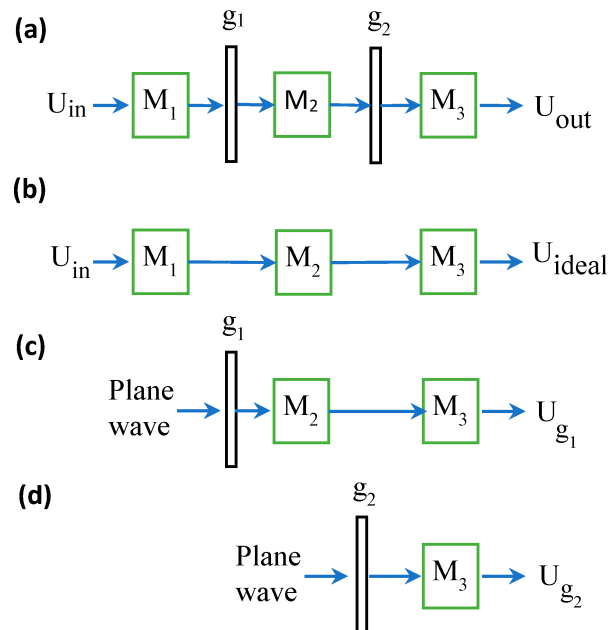 (a)
g1
g2
Uin
M1
M2
M3
Uout
(b)
Uin
M1
M2
M3
Uideal
(c)
g1
Plane
wave
M2
M3
Ug1
(d)
g2
Plane
wave
M3
Ug2